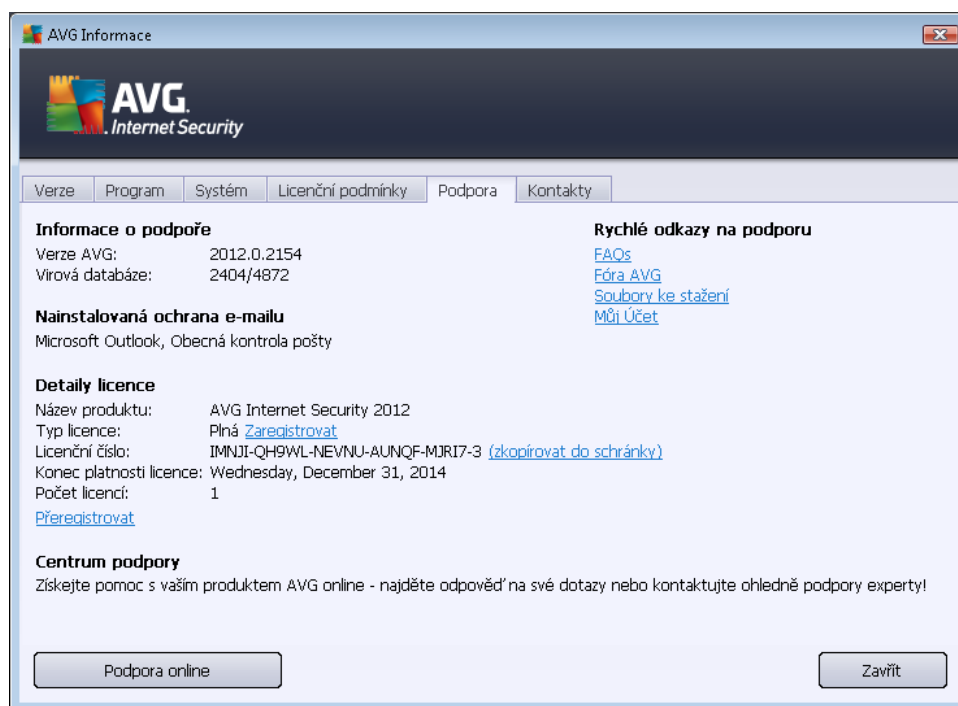 AVG Informace
AVG.
Internet Security
Verze Program Systém Licenční podmínky Podpora Kontakty
Informace o podpoře
Verze AVG: 2012.0.2154
Virová databáze: 2404/4872
Nainstalovaná ochrana e-mailu
Microsoft Outlook, Obecná kontrola pošty
Detaily licence
Název produktu: AVG Internet Security 2012
Typ licence: Plná Zaregistrovat
Licenční číslo: IMNJI-QH9WL-NEVNU-AUNQF-MJRI7-3 (zkopírovat do schránky)
Konec platnosti licence: Wednesday, December 31, 2014
Počet licencí: 1
Přeregistrovat
Rychlé odkazy na podporu
FAQs
Fóra AVG
Soubory ke stažení
Můj Účet
Centrum podpory
Získejte pomoc s vaším produktem AVG online - najděte odpověď na své dotazy nebo kontaktujte ohledně podpory experty!
Podpora online
Zavřít